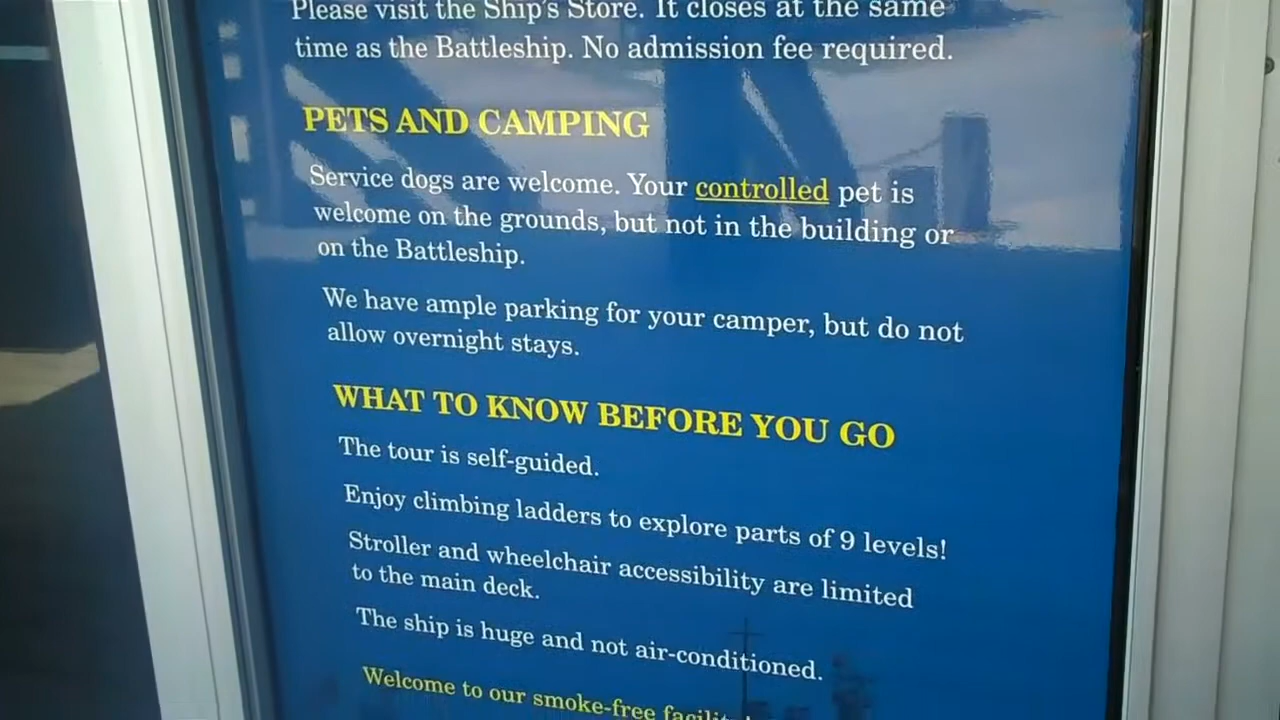 Please visit the Ship's Store. It closes at the same
time as the Battleship. No admission fee required.
PETS AND CAMPING
Service dogs are welcome. Your controlled pet is
welcome on the grounds, but not in the building or
on the Battleship.
We have ample parking for your camper, but do not
allow overnight stays.
WHAT TO KNOW BEFORE YOU GO
The tour is self-guided.
Enjoy climbing ladders to explore parts of 9 levels!
Stroller and wheelchair accessibility are limited
to the main deck.
The ship is huge and not air-conditioned.
Welcome to our smoke-free